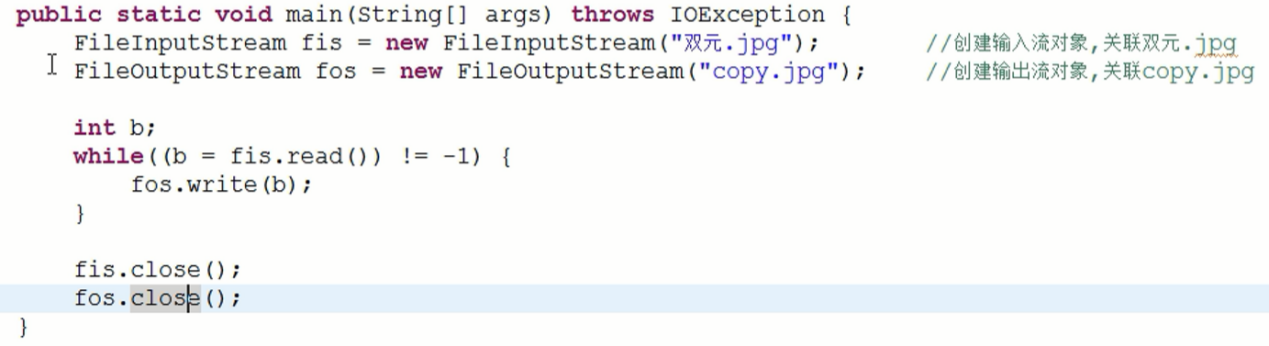 public static void main(String[] args) throws IOException {
FileInputStream fis = new FileInputStream("双元.jpg"); //创建输入流对象,关联双元.jpg
FileOutputStream fos = new FileOutputStream("copy.jpg"); //创建输出流对象,关联copy.jpg
int b;
while((b = fis.read()) != -1) {
fos.write(b);
}
fis.close();
fos.close();
}